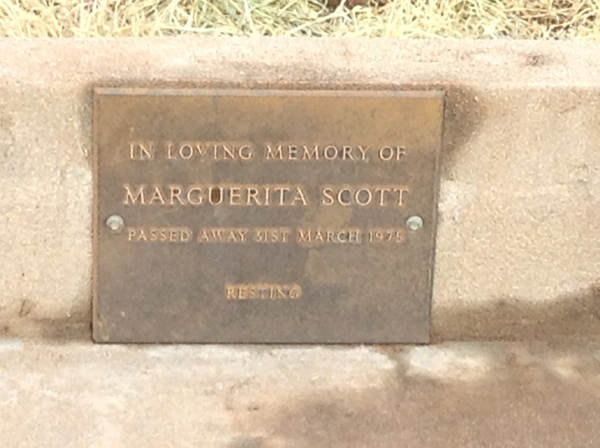 IN LOVING MEMORY OF
MARGUERITA SCOTT
PASSED AWAY 31ST MARCH 1975
RESTING